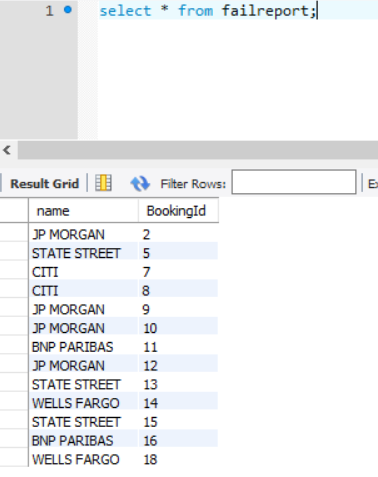 1 select * from failreport;
Result Grid Filter Rows: Ex
name BookingId
JP MORGAN 2
STATE STREET 5
CITI 7
CITI 8
JP MORGAN 9
JP MORGAN 10
BNP PARIBAS 11
JP MORGAN 12
STATE STREET 13
WELLS FARGO 14
STATE STREET 15
BNP PARIBAS 16
WELLS FARGO 18